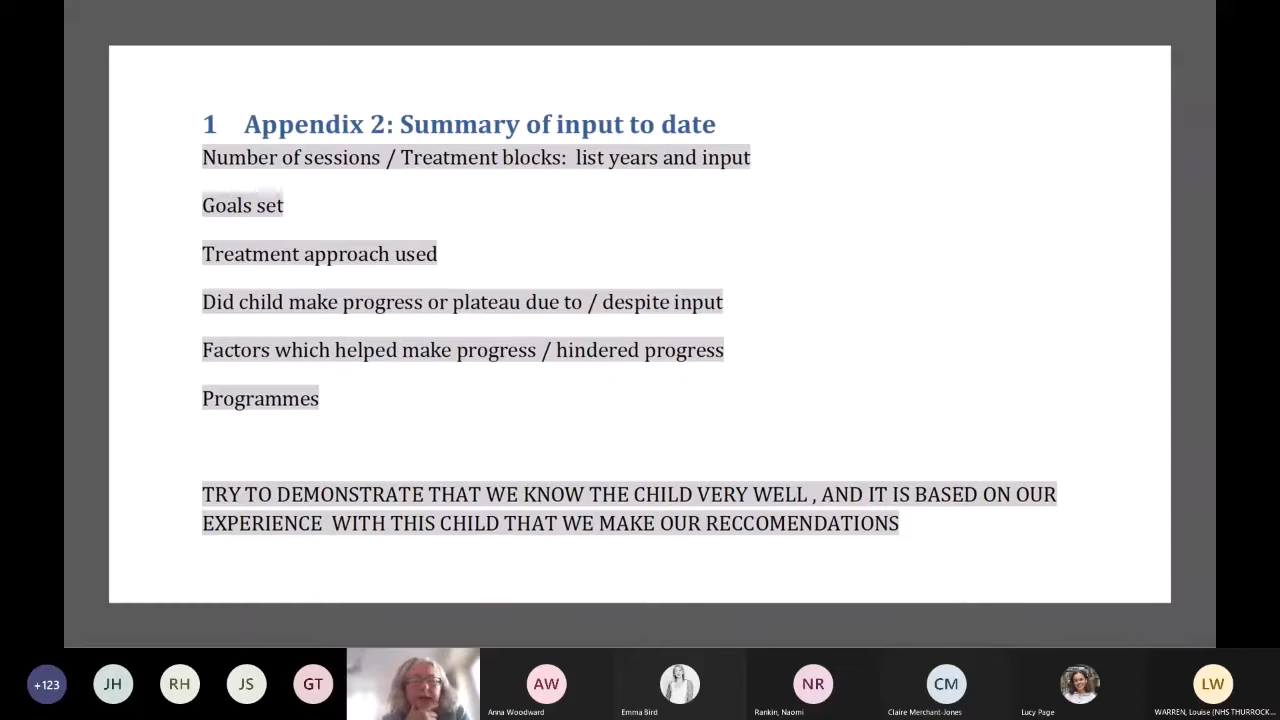 1 Appendix 2: Summary of input to date
Number of sessions / Treatment blocks:  list years and input
Goals set
Treatment approach used
Did child make progress or plateau due to / despite input
Factors which helped make progress / hindered progress
Programmes
TRY TO DEMONSTRATE THAT WE KNOW THE CHILD VERY WELL , AND IT IS BASED ON OUR
EXPERIENCE  WITH THIS CHILD THAT WE MAKE OUR RECCOMENDATIONS
+123
JH
RH
JS
GT
AW
NR
CM
LW
Anna Woodward
Emma Bird
Rankin, Naomi
Claire Merchant-Jones
Lucy Page
WARREN, Louise (NHS THURROCK...